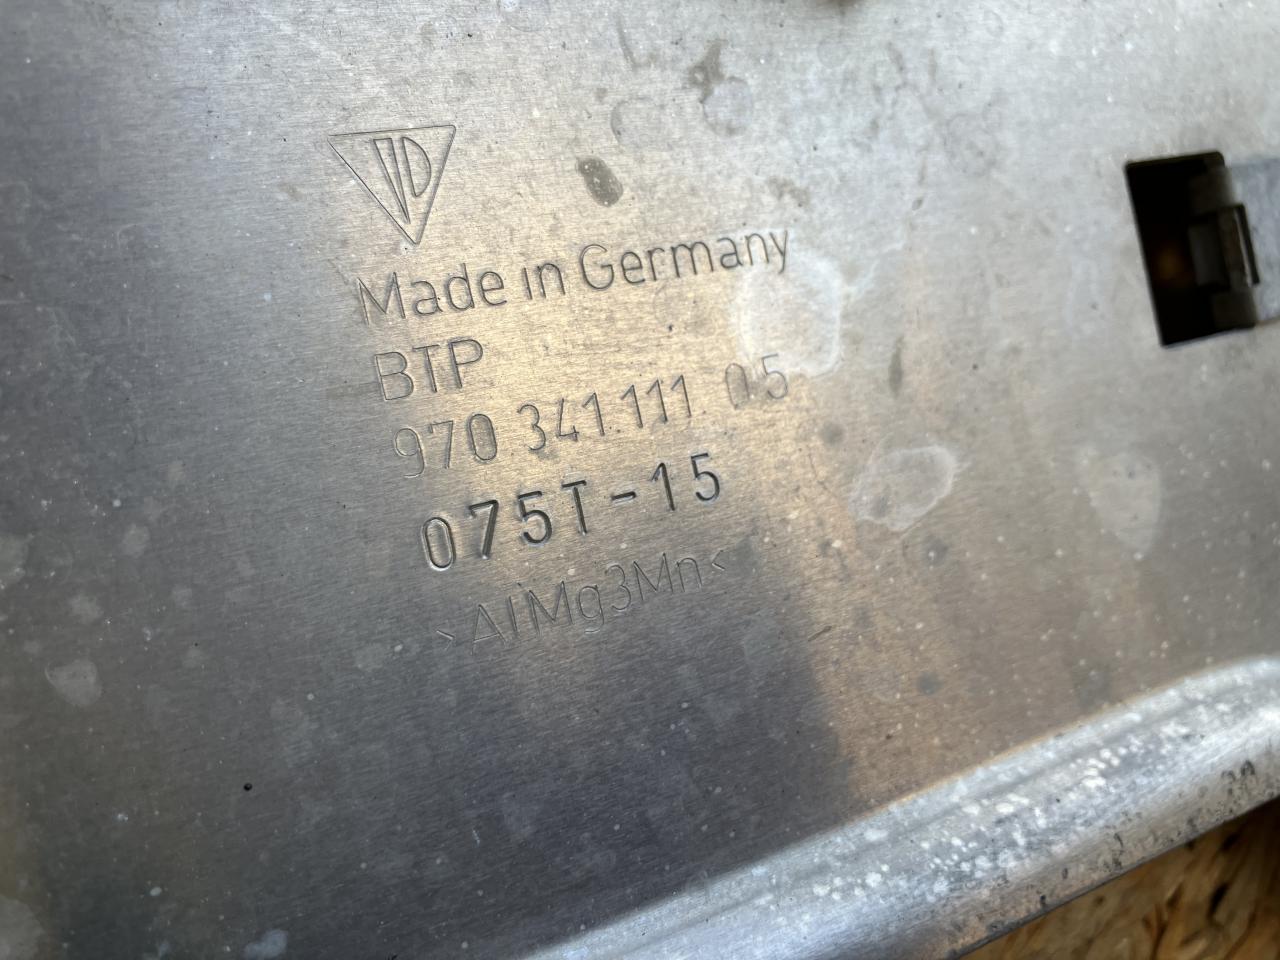 Made in Germany
BTP
970.341.111.05
075T-15
>AlMg3Mn<